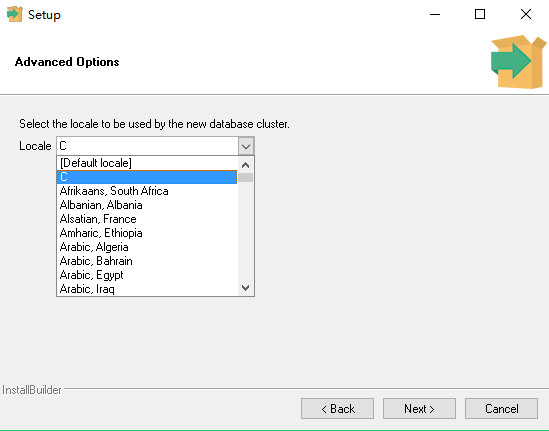 Setup
Advanced Options
Select the locale to be used by the new database cluster.
Locale C
[Default locale]
C
Afrikaans, South Africa
Albanian, Albania
Alsatian, France
Amharic, Ethiopia
Arabic, Algeria
Arabic, Bahrain
Arabic, Egypt
Arabic, Iraq
InstallBuilder
< Back Next > Cancel